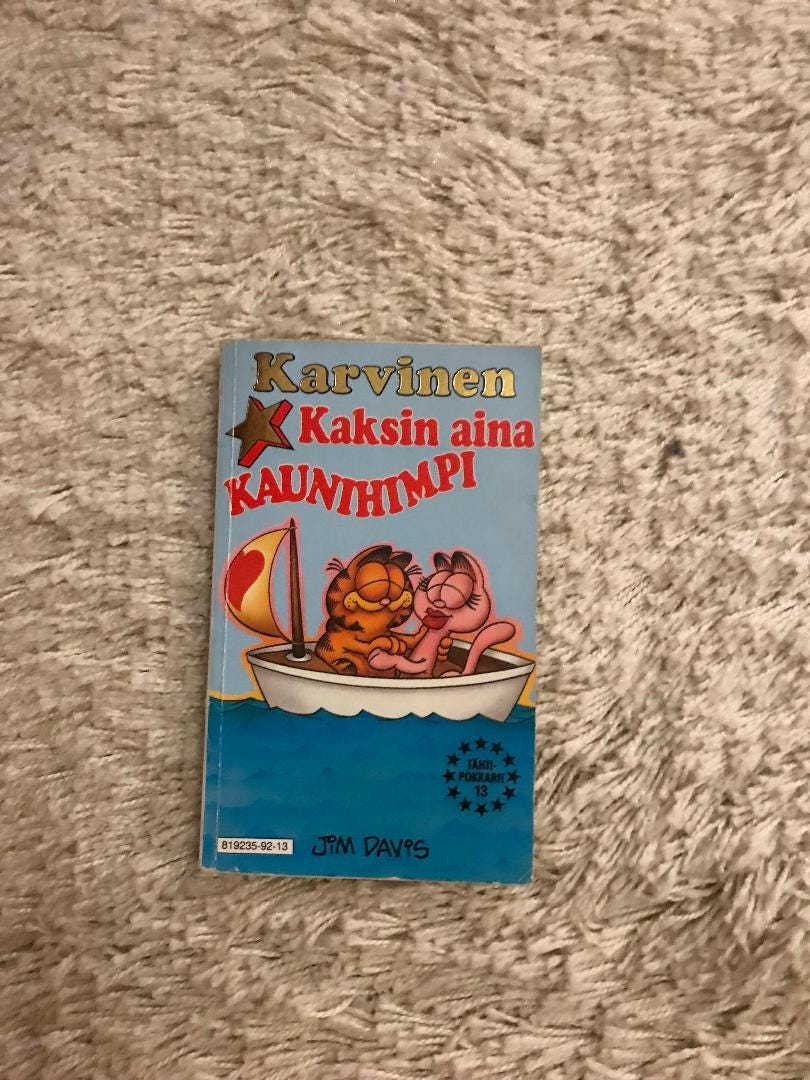 Karvinen
Kaksin aina
KAUNIHIMPI
TÄHTI-
POKKARIT
13
819235-92-13
JIM DAVIS